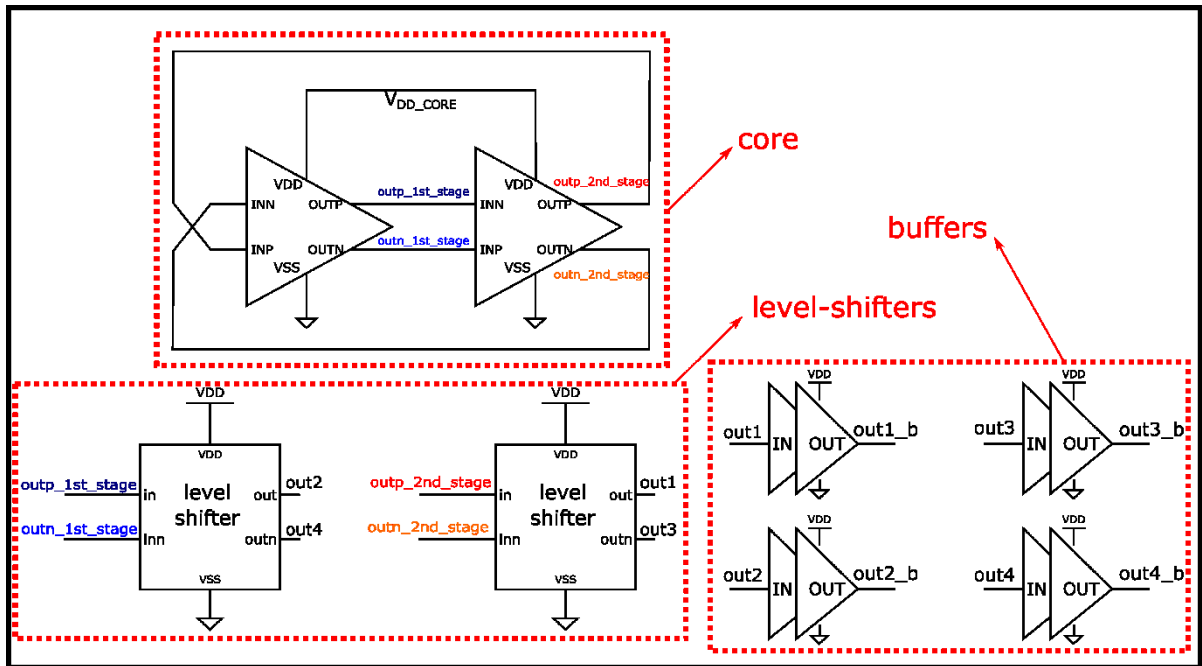 V_DD_CORE
core
VDD
VDD
outp_1st_stage
outp_2nd_stage
INN
OUTP
INN
OUTP
INP
OUTN
outn_1st_stage
INP
OUTN
VSS
VSS
outn_2nd_stage
buffers
level-shifters
VDD
VDD
VDD
VDD
out1
IN
OUT
out1_b
out3
IN
OUT
out3_b
VDD
VDD
outp_1st_stage
in
level
shifter
out
out2
outn_1st_stage
Inn
outn
out4
VSS
outp_2nd_stage
in
level
shifter
out
out1
outn_2nd_stage
Inn
outn
out3
VSS
VDD
VDD
out2
IN
OUT
out2_b
out4
IN
OUT
out4_b